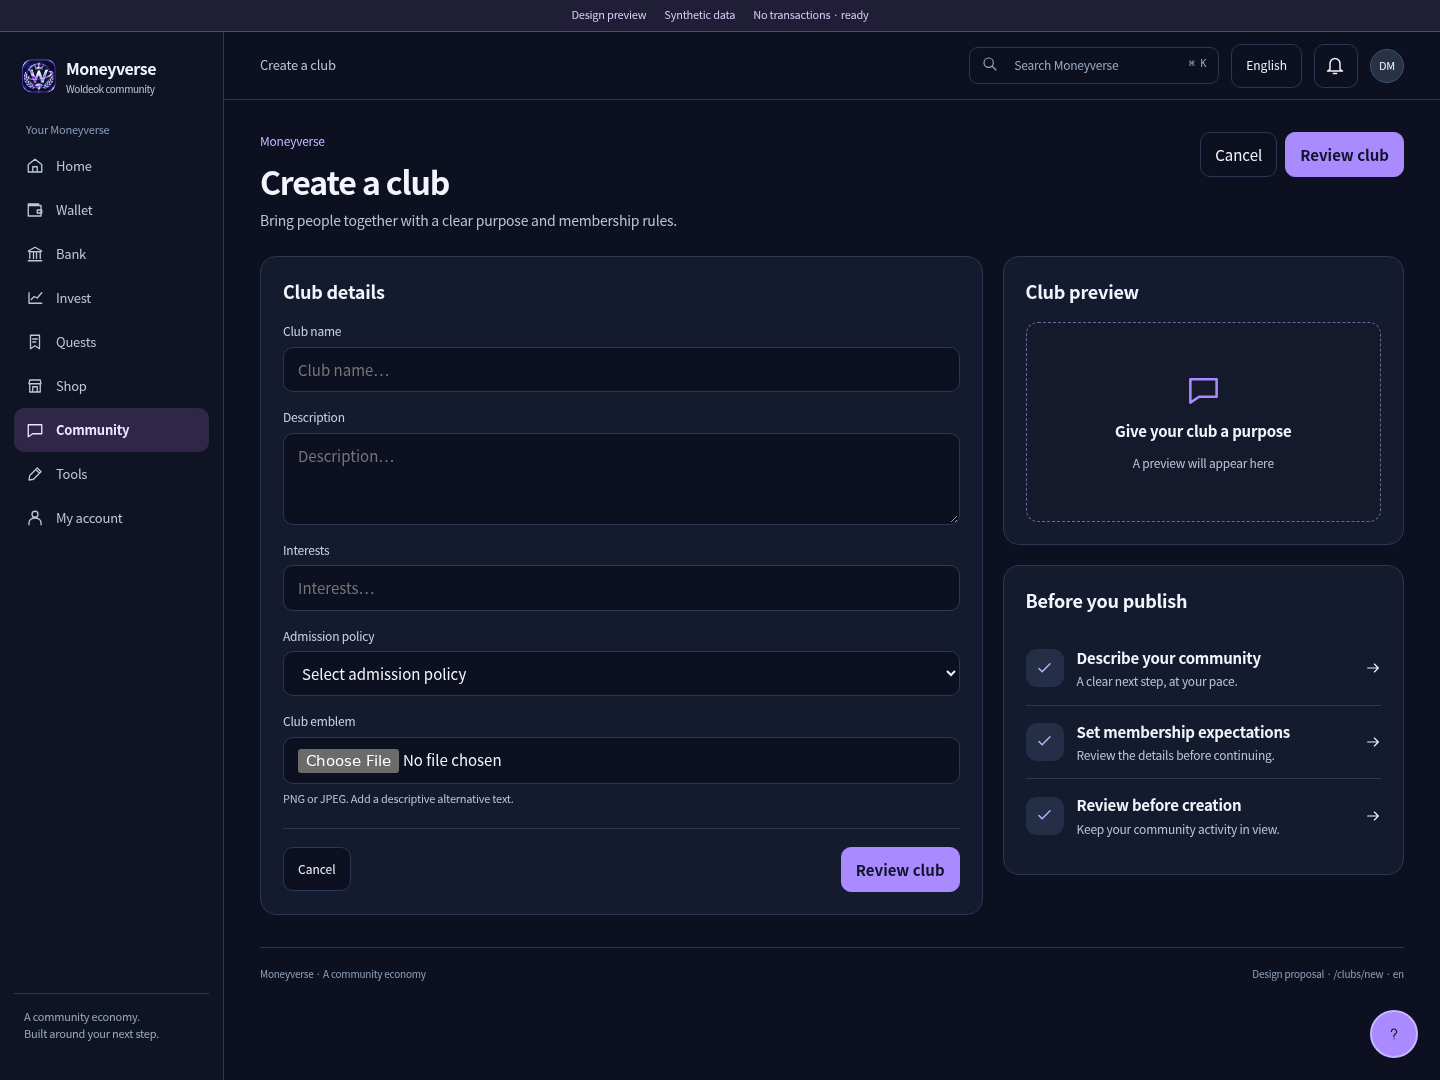 Design preview Synthetic data No transactions · ready
Moneyverse
Woldeok community
Your Moneyverse
Home
Wallet
Bank
Invest
Quests
Shop
Community
Tools
My account
A community economy.
Built around your next step.
Create a club
Search Moneyverse ⌘ K
English
DM
Moneyverse
Create a club
Bring people together with a clear purpose and membership rules.
Cancel
Review club
Club details
Club name
Club name…
Description
Description…
Interests
Interests…
Admission policy
Select admission policy
Club emblem
Choose File No file chosen
PNG or JPEG. Add a descriptive alternative text.
Cancel
Review club
Club preview
Give your club a purpose
A preview will appear here
Before you publish
Describe your community
A clear next step, at your pace.
Set membership expectations
Review the details before continuing.
Review before creation
Keep your community activity in view.
Moneyverse · A community economy
Design proposal · /clubs/new · en
?